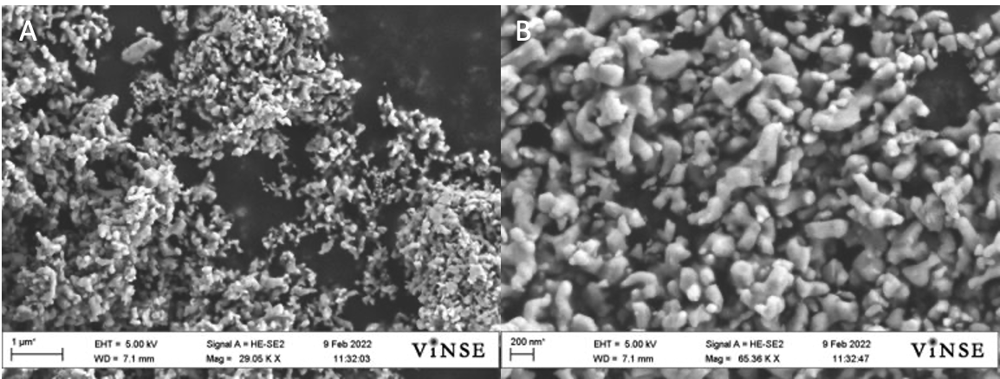 A
1 µm*
EHT = 5.00 kV
Signal A = HE-SE2
9 Feb 2022
WD = 7.1 mm
Mag = 29.05 K X
11:32:03
ViNSE
B
200 nm*
EHT = 5.00 kV
Signal A = HE-SE2
9 Feb 2022
WD = 7.1 mm
Mag = 65.36 K X
11:32:47
ViNSE